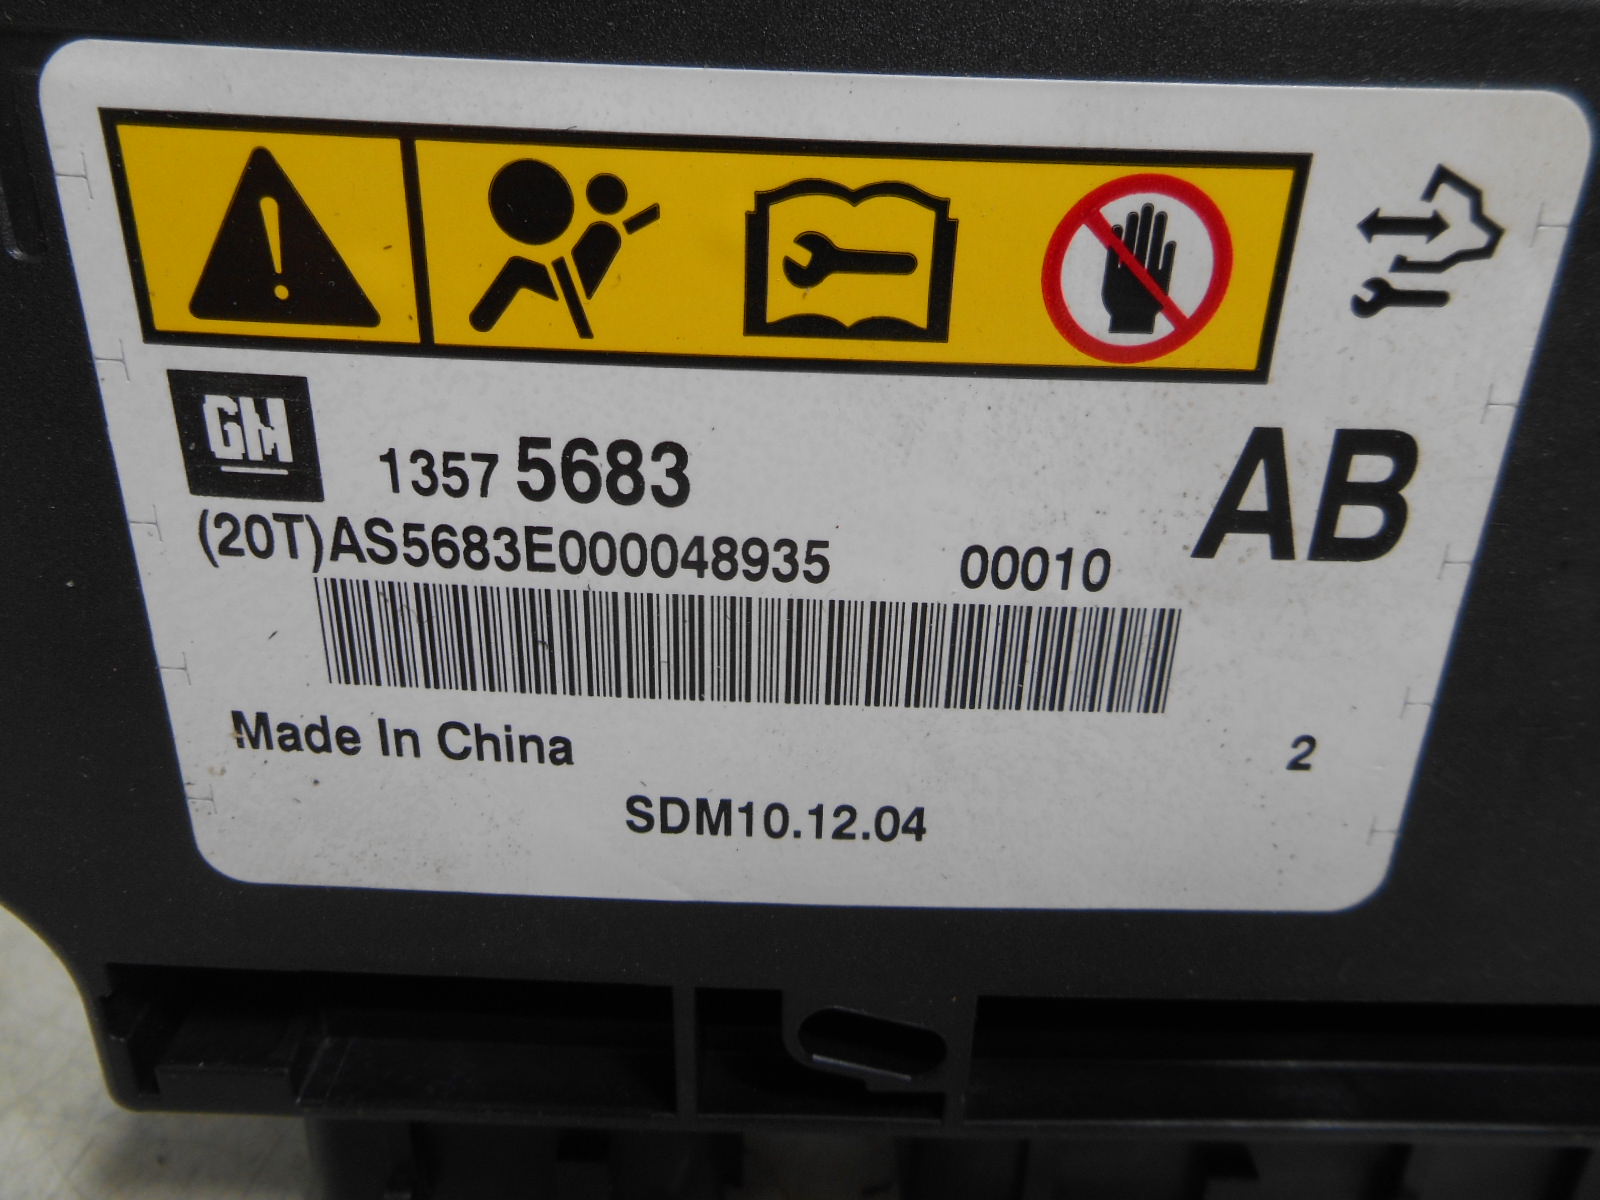 GM
1357 5683
AB
(20T)AS5683E000048935 00010
Made In China
2
SDM10.12.04